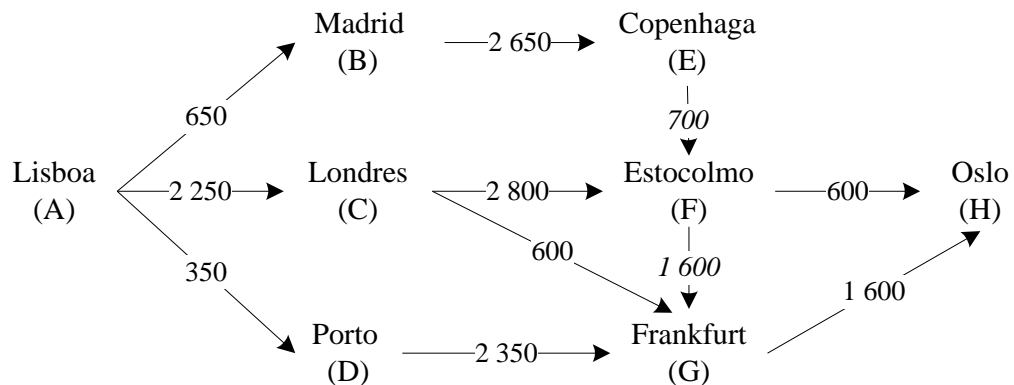 Madrid
(B)
2 650
Copenhaga
(E)
650
700
Lisboa
(A)
2 250
Londres
(C)
2 800
Estocolmo
(F)
600
Oslo
(H)
600
350
1 600
1 600
Porto
(D)
2 350
Frankfurt
(G)